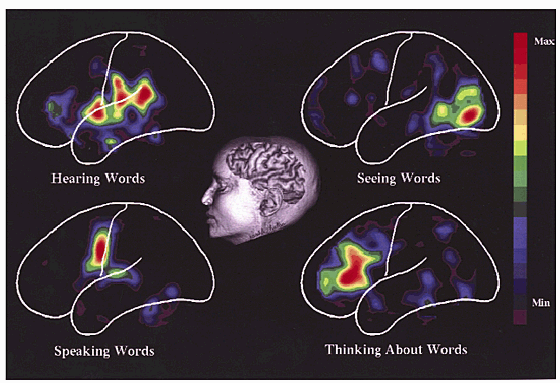 Max
Hearing Words
Seeing Words
Min
Speaking Words
Thinking About Words